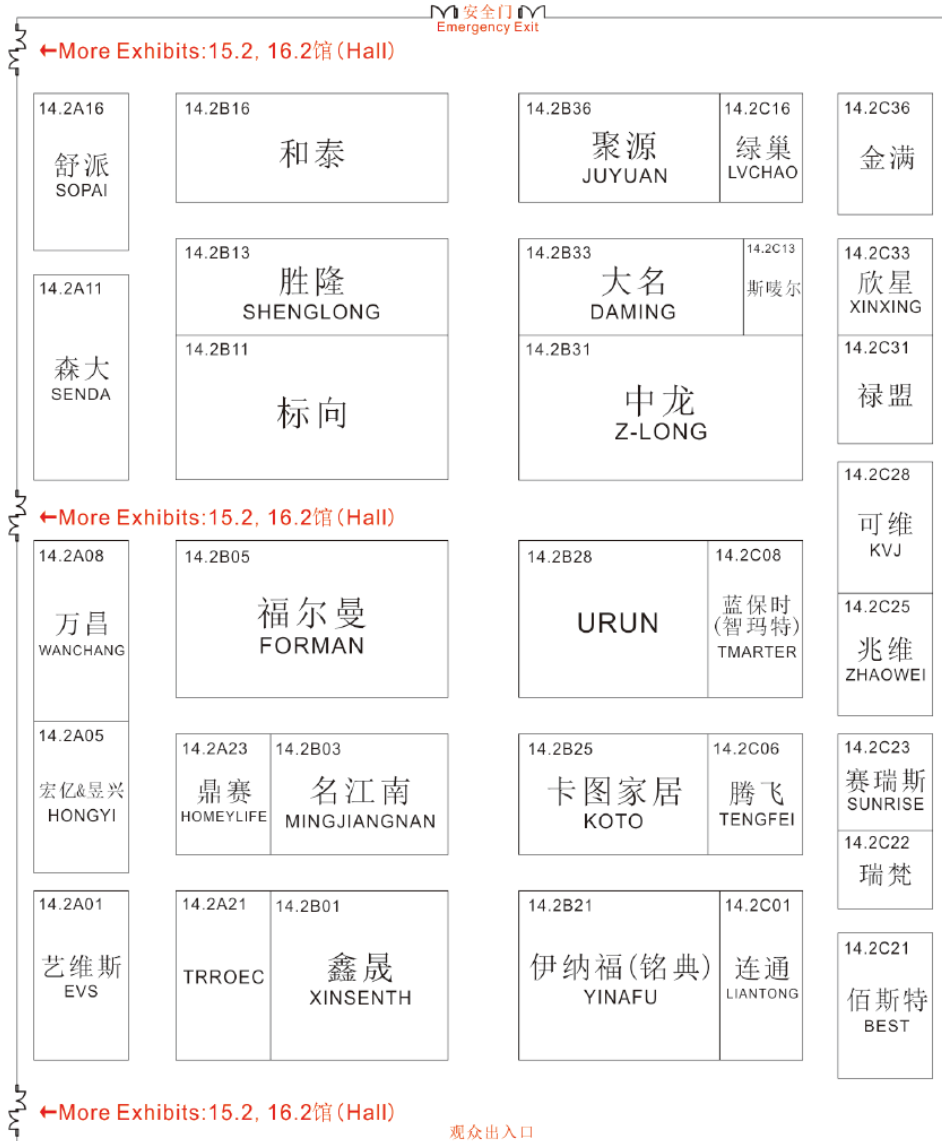 安全门
Emergency Exit
←More Exhibits:15.2, 16.2馆(Hall)
14.2A16
舒派
SOPAI
14.2B16
和泰
14.2B36
聚源
JUYUAN
14.2C16
绿巢
LVCHAO
14.2C36
金满
14.2A11
森大
SENDA
14.2B13
胜隆
SHENGLONG
14.2B11
标向
14.2B33
大名
DAMING
14.2C13
斯唛尔
14.2B31
中龙
Z-LONG
14.2C33
欣星
XINXING
14.2C31
禄盟
←More Exhibits:15.2, 16.2馆(Hall)
14.2C28
可维
KVJ
14.2A08
万昌
WANCHANG
14.2B05
福尔曼
FORMAN
14.2B28
URUN
14.2C08
蓝保时
(智玛特)
TMARTER
14.2C25
兆维
ZHAOWEI
14.2A05
宏亿&昱兴
HONGYI
14.2A23
鼎赛
HOMEYLIFE
14.2B03
名江南
MINGJIANGNAN
14.2B25
卡图家居
KOTO
14.2C06
腾飞
TENGFEI
14.2C23
赛瑞斯
SUNRISE
14.2C22
瑞梵
14.2A01
艺维斯
EVS
14.2A21
TRROEC
14.2B01
鑫晟
XINSENTH
14.2B21
伊纳福(铭典)
YINAFU
14.2C01
连通
LIANTONG
14.2C21
佰斯特
BEST
←More Exhibits:15.2, 16.2馆(Hall)
观众出入口